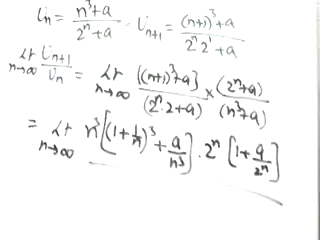 Un = n³+a / 2ⁿ+a . Un+1 = (n+1)³+a / 2ⁿ2¹+a
Lt n→∞ Un+1/Un = Lt n→∞ ((n+1)³+a) / (2ⁿ.2+a) × (2ⁿ+a) / (n³+a)
= Lt n→∞ n³[(1+1/n)³ + a/n³] . 2ⁿ [1+a/2ⁿ]